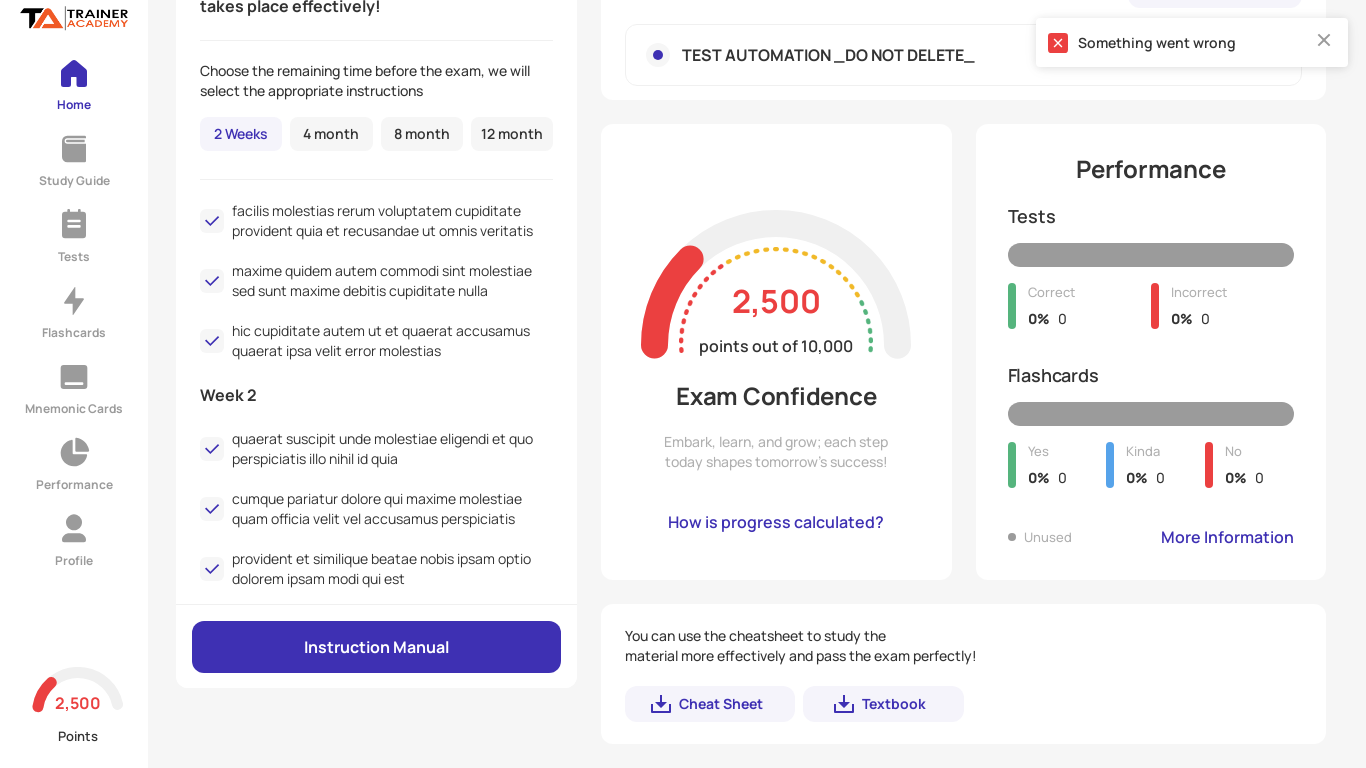 TRAINER
ACADEMY
Home
Study Guide
Tests
Flashcards
Mnemonic Cards
Performance
Profile
2,500
Points
takes place effectively!
Choose the remaining time before the exam, we will
select the appropriate instructions
2 Weeks
4 month
8 month
12 month
facilis molestias rerum voluptatem cupiditate
provident quia et recusandae ut omnis veritatis
maxime quidem autem commodi sint molestiae
sed sunt maxime debitis cupiditate nulla
hic cupiditate autem ut et quaerat accusamus
quaerat ipsa velit error molestias
Week 2
quaerat suscipit unde molestiae eligendi et quo
perspiciatis illo nihil id quia
cumque pariatur dolore qui maxime molestiae
quam officia velit vel accusamus perspiciatis
provident et similique beatae nobis ipsam optio
dolorem ipsam modi qui est
Instruction Manual
TEST AUTOMATION _DO NOT DELETE_
Something went wrong
2,500
points out of 10,000
Exam Confidence
Embark, learn, and grow; each step
today shapes tomorrow's success!
How is progress calculated?
Performance
Tests
Correct
0% 0
Incorrect
0% 0
Flashcards
Yes
0% 0
Kinda
0% 0
No
0% 0
Unused
More Information
You can use the cheatsheet to study the
material more effectively and pass the exam perfectly!
Cheat Sheet
Textbook